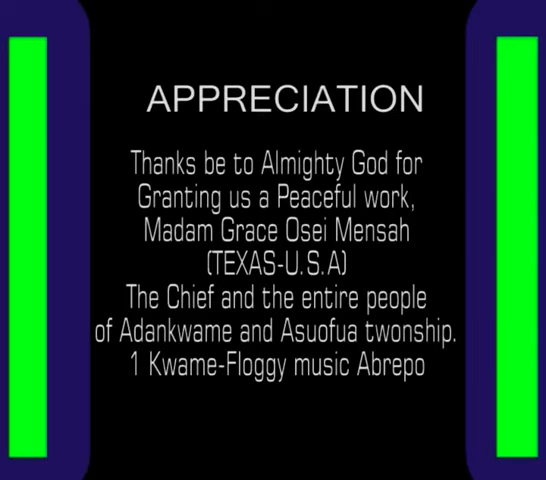 APPRECIATION
Thanks be to Almighty God for
Granting us a Peaceful work,
Madam Grace Osei Mensah
(TEXAS-U.S.A)
The Chief and the entire people
of Adankwame and Asuofua twonship.
1 Kwame-Floggy music Abrepo